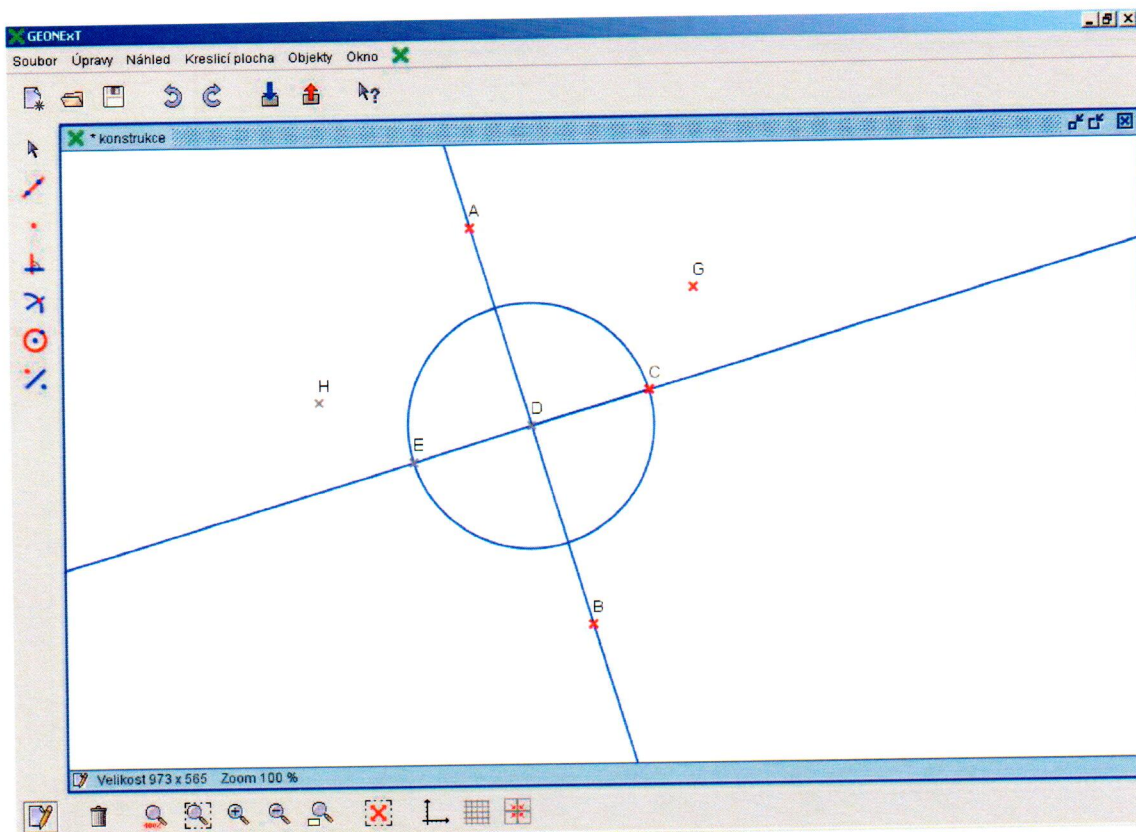 GEONExT
Soubor Úpravy Náhled Kreslicí plocha Objekty Okno
* konstrukce
A
G
C
H
D
E
B
Velikost 973 x 565 Zoom 100 %